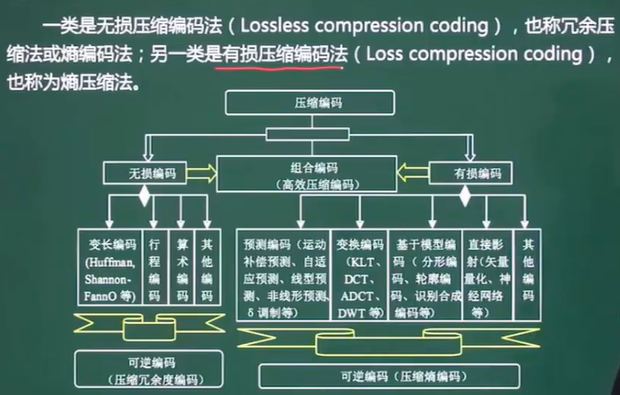 一类是无损压缩编码法（Lossless compression coding），也称冗余压
缩法或熵编码法；另一类是有损压缩编码法（Loss compression coding），
也称为熵压缩法。
压缩编码
无损编码
组合编码
（高效压缩编码）
有损编码
变长编码
(Huffman,
Shannon-
FannO 等)
行程编码
算术编码
其他编码
预测编码（运动
补偿预测、自适
应预测、线型预
测、非线形预测、
δ调制等）
变换编码
（KLT、
DCT、
ADCT、
DWT 等）
基于模型编
码（ 分形编
码、轮廓编
码、识别合成
编码等）
直接影
射（矢量
量化、神
经网络
等）
其他编码
可逆编码
（压缩冗余度编码）
可逆编码（压缩熵编码）